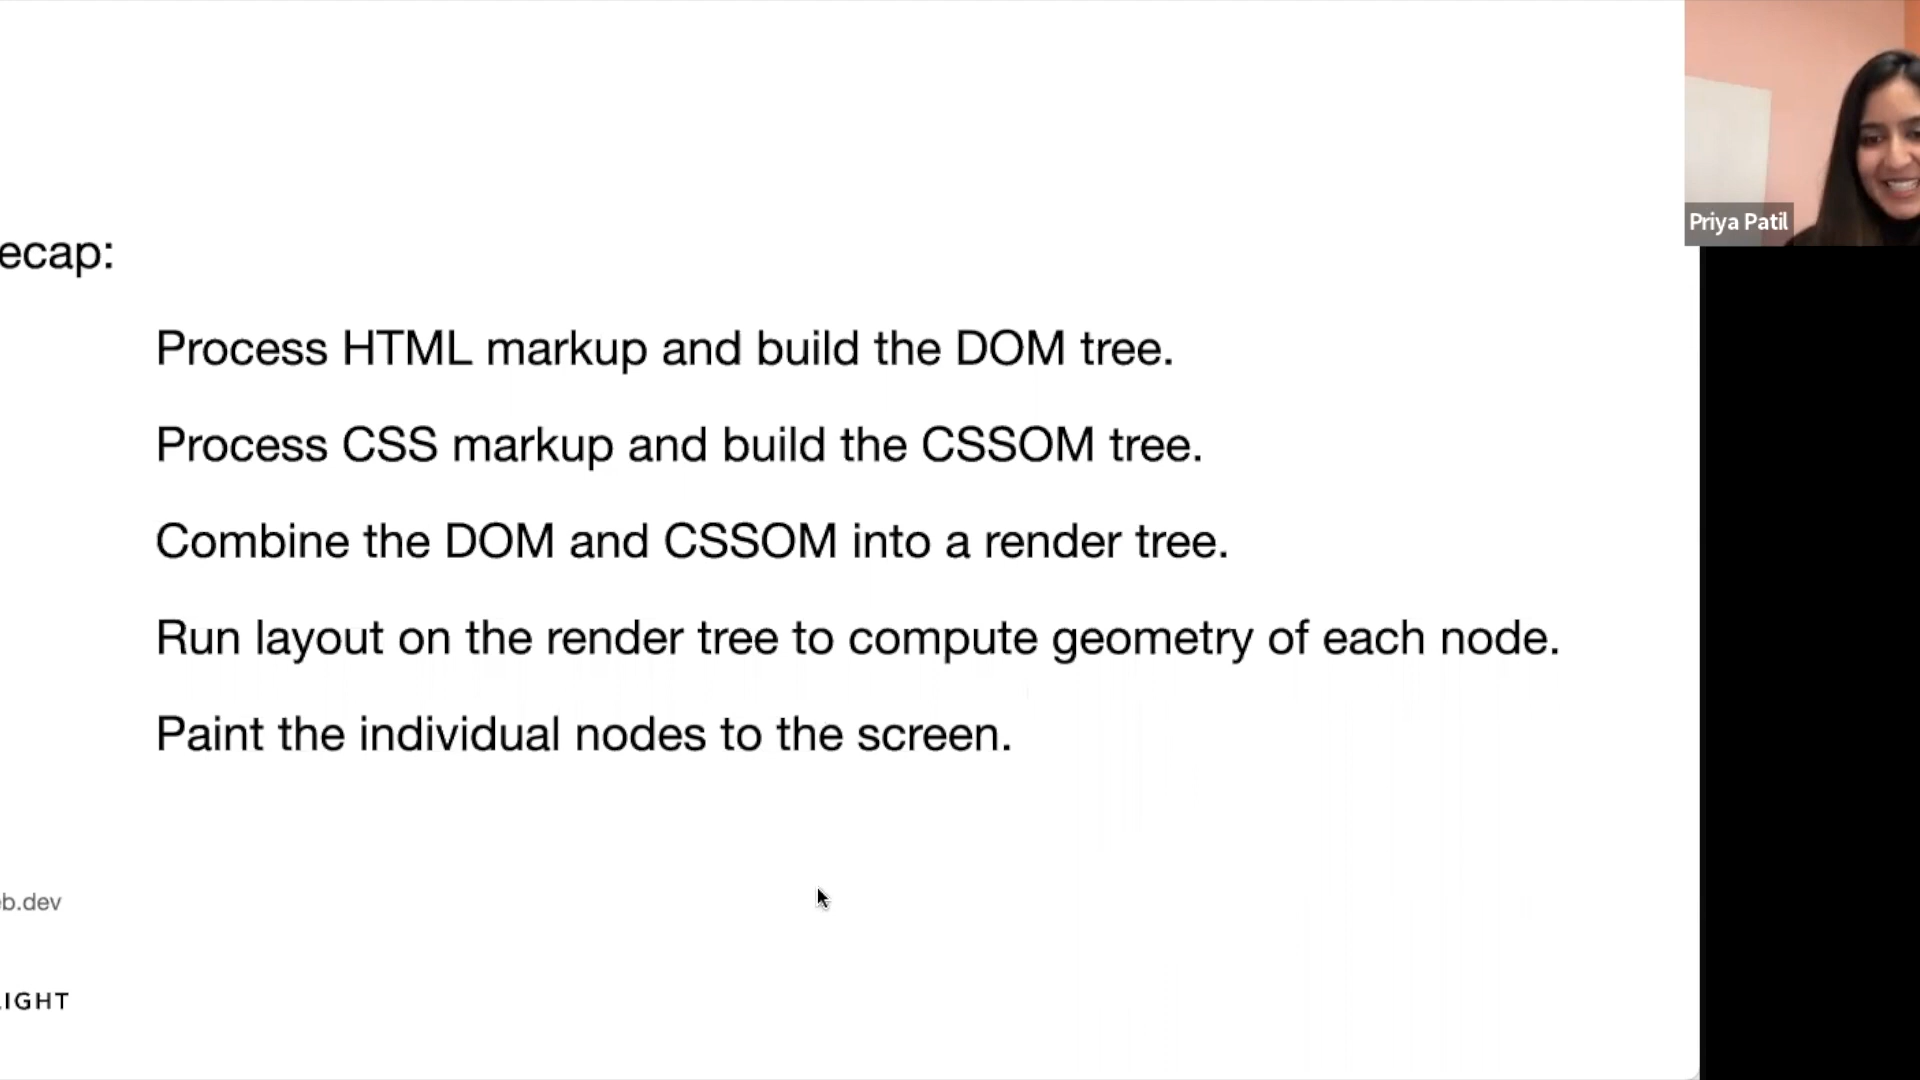 ecap:
Process HTML markup and build the DOM tree.
Process CSS markup and build the CSSOM tree.
Combine the DOM and CSSOM into a render tree.
Run layout on the render tree to compute geometry of each node.
Paint the individual nodes to the screen.
b.dev
IGHT
Priya Patil